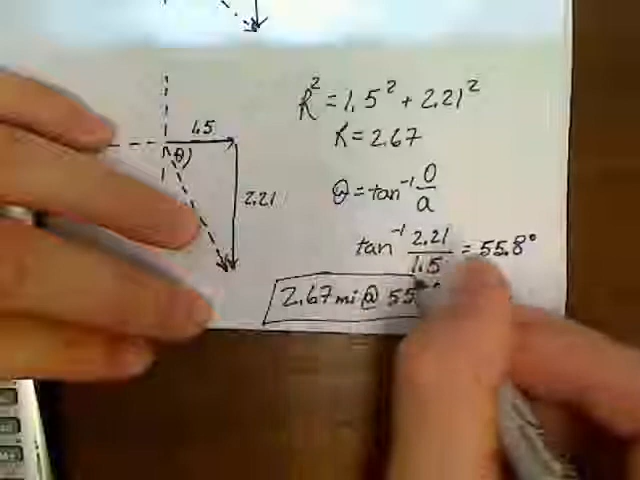 R² = 1.5² + 2.21²
R = 2.67
1.5
θ
2.21
θ = tan⁻¹ o/a
tan⁻¹ 2.21/1.5 = 55.8°
2.67 mi @